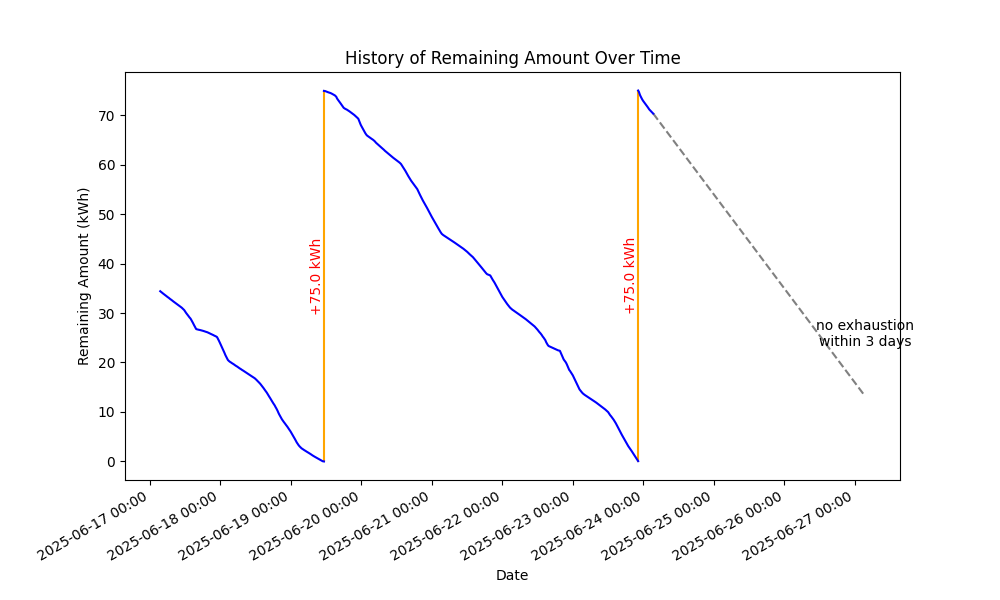 History of Remaining Amount Over Time
Remaining Amount (kWh)
70
60
50
40
30
20
10
0
+75.0 kWh
+75.0 kWh
no exhaustion
within 3 days
2025-06-17 00:00
2025-06-18 00:00
2025-06-19 00:00
2025-06-20 00:00
2025-06-21 00:00
2025-06-22 00:00
2025-06-23 00:00
2025-06-24 00:00
2025-06-25 00:00
2025-06-26 00:00
2025-06-27 00:00
Date